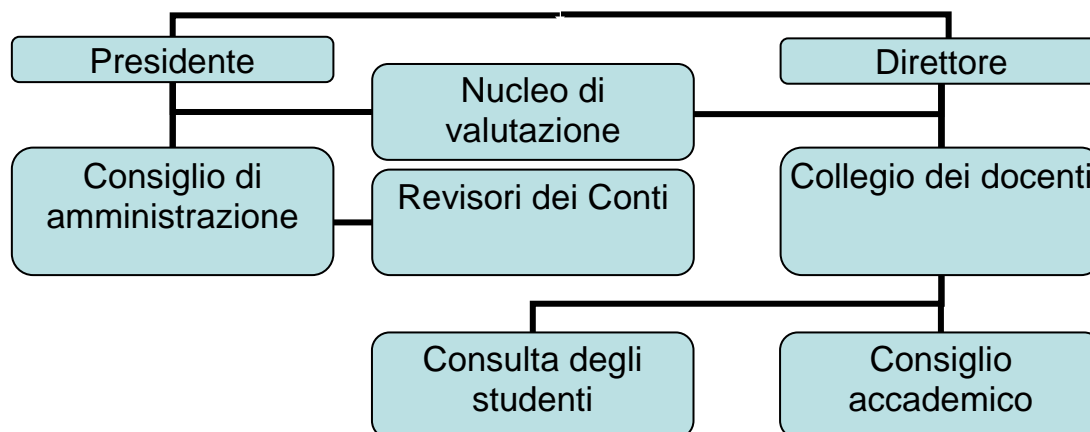 Presidente
Direttore
Nucleo di
valutazione
Consiglio di
amministrazione
Revisori dei Conti
Collegio dei docenti
Consulta degli
studenti
Consiglio
accademico